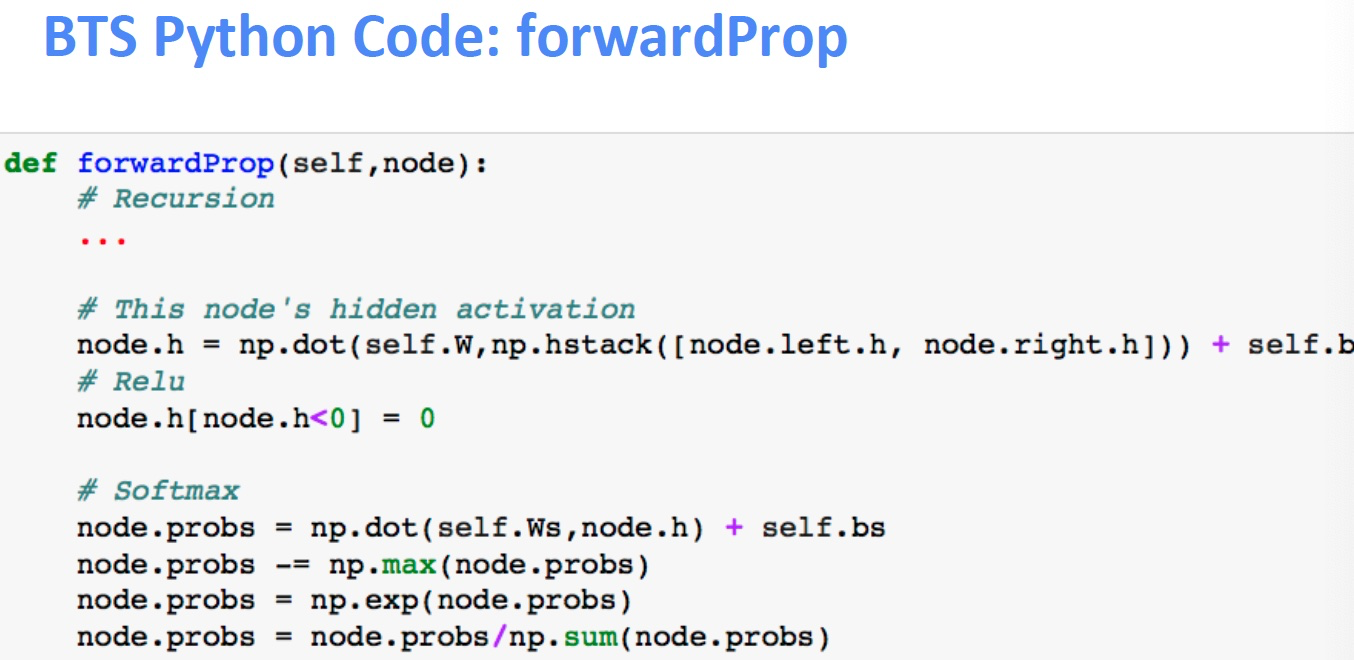 BTS Python Code: forwardProp
def forwardProp(self,node):
# Recursion
...
# This node's hidden activation
node.h = np.dot(self.W,np.hstack([node.left.h, node.right.h])) + self.b
# Relu
node.h[node.h<0] = 0
# Softmax
node.probs = np.dot(self.Ws,node.h) + self.bs
node.probs -= np.max(node.probs)
node.probs = np.exp(node.probs)
node.probs = node.probs/np.sum(node.probs)